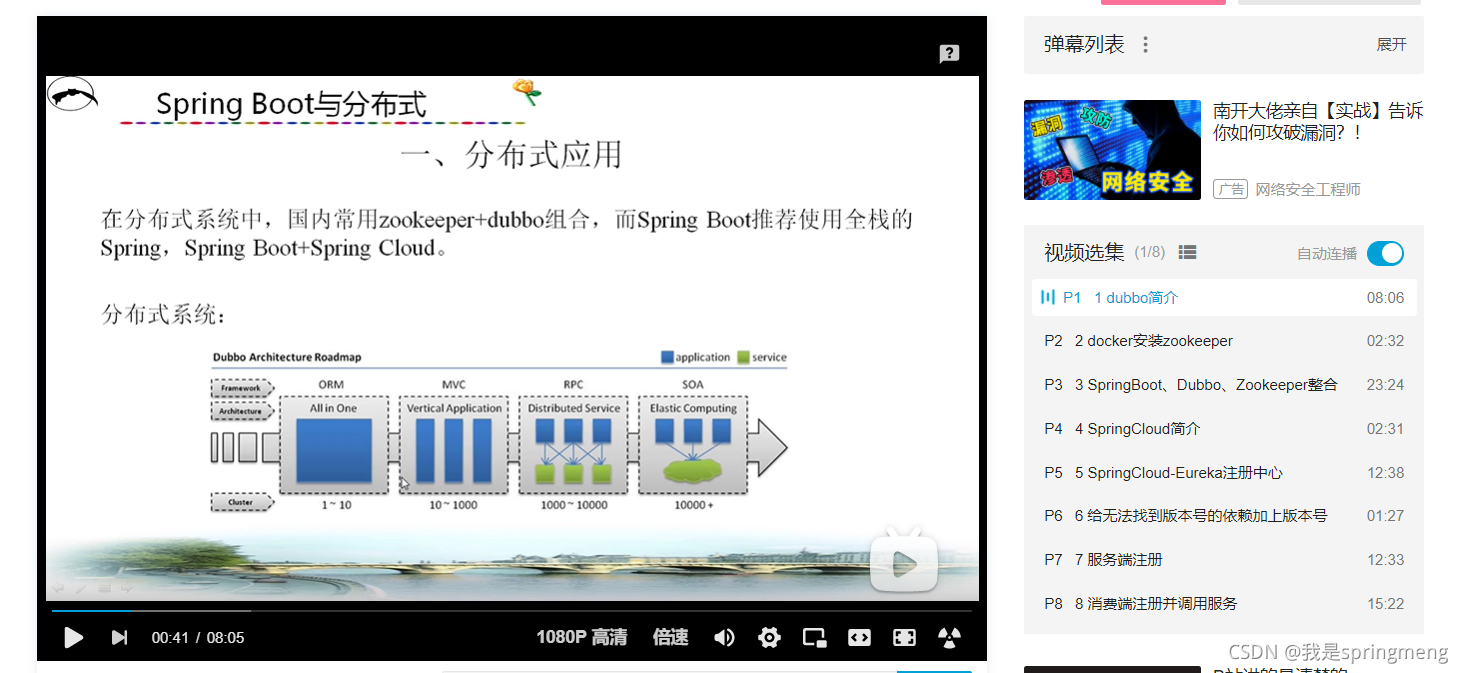 Spring Boot与分布式
一、分布式应用
在分布式系统中，国内常用zookeeper+dubbo组合，而Spring Boot推荐使用全栈的
Spring，Spring Boot+Spring Cloud。
分布式系统：
Dubbo Architecture Roadmap
application
service
Framework
ORM
MVC
RPC
SOA
Architecture
All in One
Vertical Application
Distributed Service
Elastic Computing
Cluster
1 ~ 10
10 ~ 1000
1000 ~ 10000
10000 +
00:41 / 08:05
1080P 高清
倍速
弹幕列表
展开
漏洞
攻防
渗透
网络安全
南开大佬亲自【实战】告诉
你如何攻破漏洞？！
广告 网络安全工程师
视频选集 (1/8)
自动连播
P1 1 dubbo简介 08:06
P2 2 docker安装zookeeper 02:32
P3 3 SpringBoot、Dubbo、Zookeeper整合 23:24
P4 4 SpringCloud简介 02:31
P5 5 SpringCloud-Eureka注册中心 12:38
P6 6 给无法找到版本号的依赖加上版本号 01:27
P7 7 服务端注册 12:33
P8 8 消费端注册并调用服务 15:22
CSDN @我是springmeng